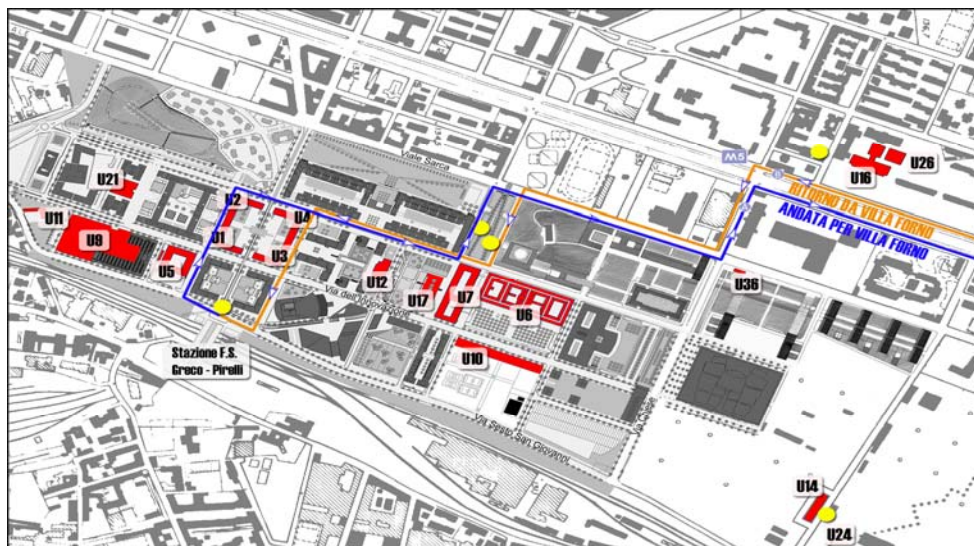 Viale Sarca
M5
U26
U16
RITORNO DA VILLA FORNO
ANDATA PER VILLA FORNO
U21
U2
U4
U11
U9
U1
U3
U5
U12
U17
U7
U6
U36
Via dell'Innovazione
Stazione F.S.
Greco - Pirelli
U10
Via Sesto San Giovanni
U14
U24